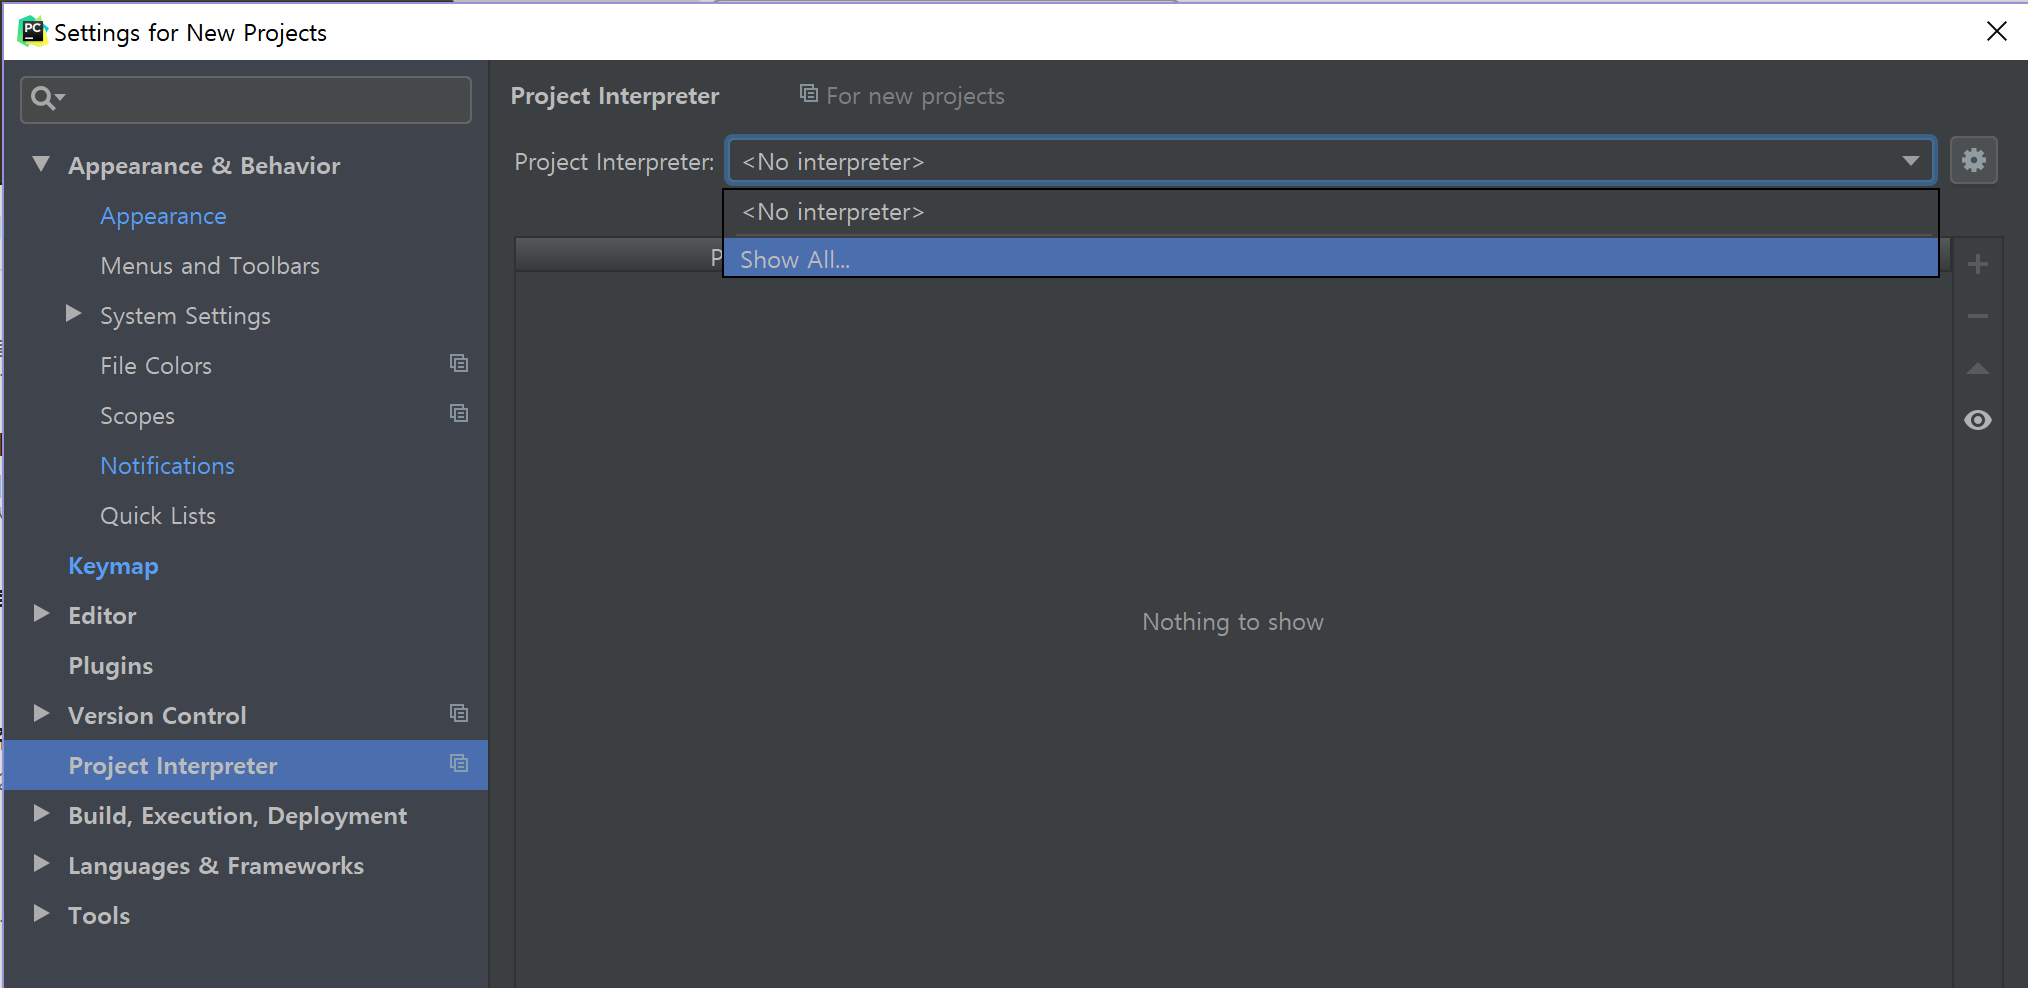 PC
Settings for New Projects
Project Interpreter
For new projects
Project Interpreter:
<No interpreter>
<No interpreter>
Show All...
P
Nothing to show
Appearance & Behavior
Appearance
Menus and Toolbars
System Settings
File Colors
Scopes
Notifications
Quick Lists
Keymap
Editor
Plugins
Version Control
Project Interpreter
Build, Execution, Deployment
Languages & Frameworks
Tools